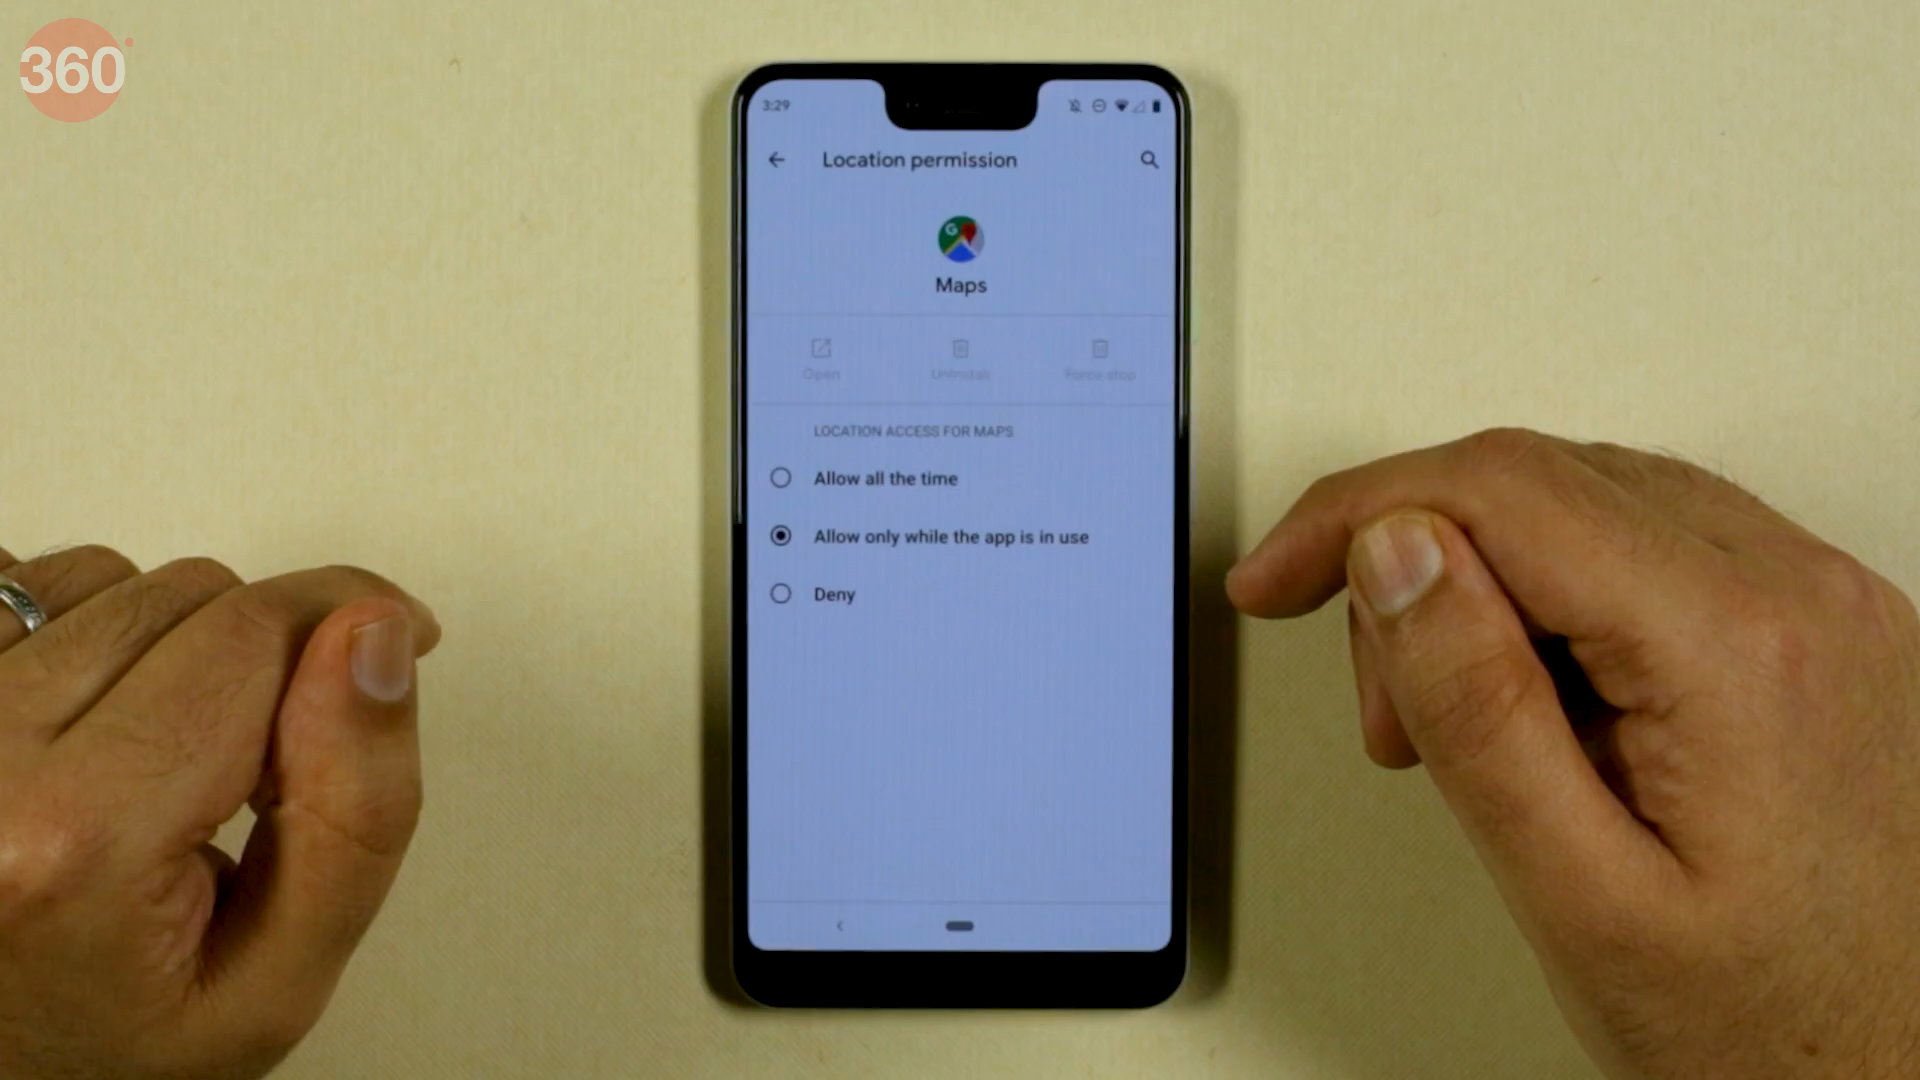 360
3:29
Location permission
Maps
Open Uninstall Force stop
LOCATION ACCESS FOR MAPS
Allow all the time
Allow only while the app is in use
Deny